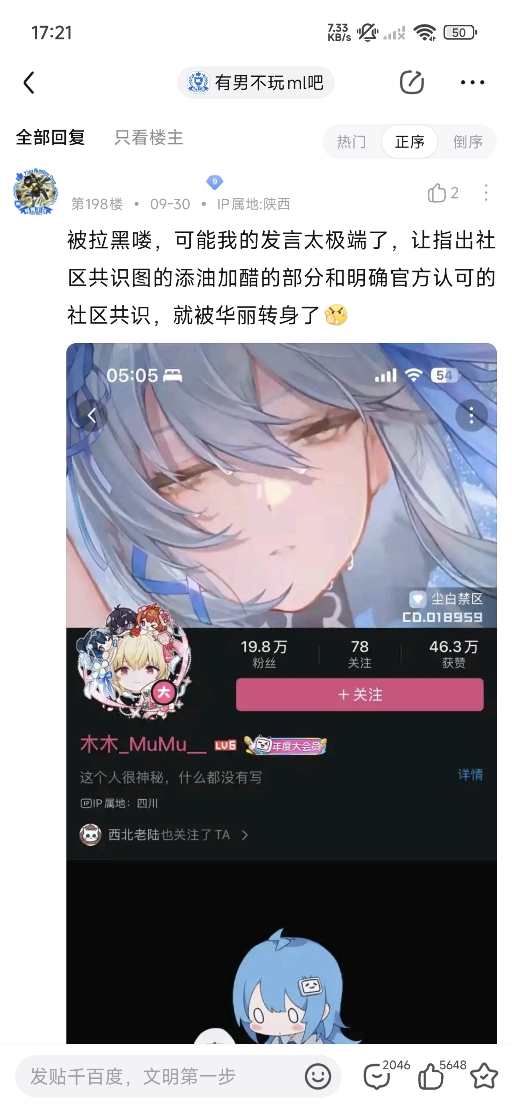 17:21
7.33
KB/s
50
有男不玩ml吧
全部回复
只看楼主
热门
正序
倒序
9
第198楼 • 09-30 • IP属地:陕西
2
被拉黑喽，可能我的发言太极端了，让指出社
区共识图的添油加醋的部分和明确官方认可的
社区共识，就被华丽转身了
05:05
54
尘白禁区
CD.018959
19.8万
粉丝
78
关注
46.3万
获赞
大
+ 关注
木木_MuMu__
LV6
年度大会员
这个人很神秘，什么都没有写
详情
IP IP属地：四川
西北老陆也关注了TA
发贴千百度，文明第一步
2046
5648